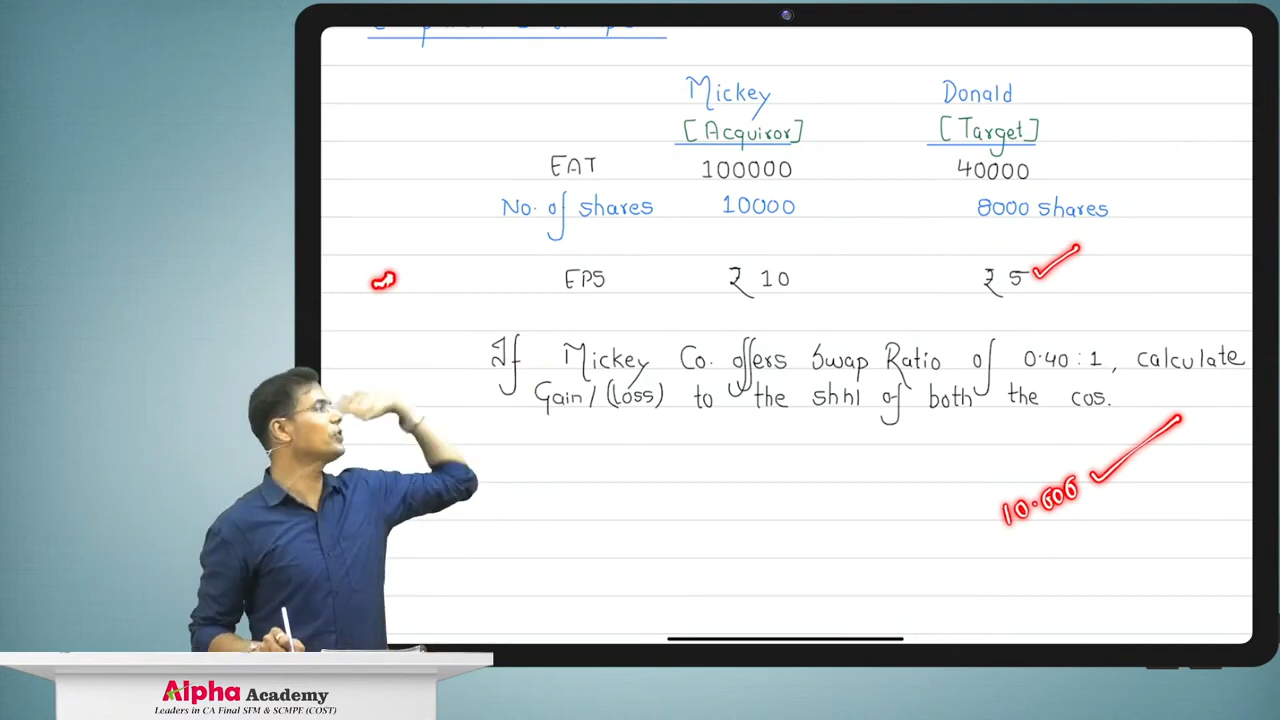 Mickey Donald
[Acquiror] [Target]
EAT 100000 40000
No. of shares 10000 8000 shares
EPS ₹ 10 ₹ 5
If Mickey Co. offers Swap Ratio of 0.40 : 1, calculate
Gain / (loss) to the shhl of both the cos.
10.606
Alpha Academy
Leaders in CA Final SFM & SCMPE (COST)